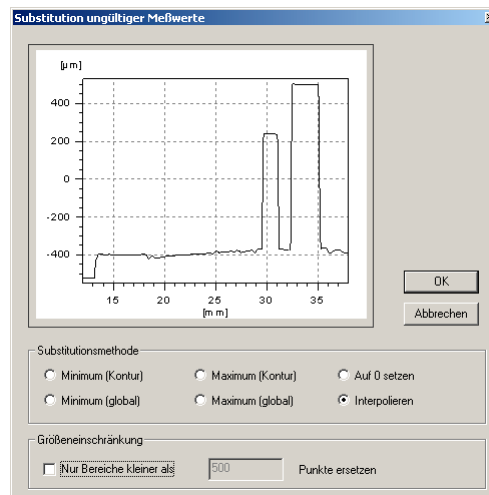 Substitution ungültiger Meßwerte
[µm]
400
200
0
-200
-400
15 20 25 30 35
[mm]
OK
Abbrechen
Substitutionsmethode
Minimum (Kontur) Maximum (Kontur) Auf 0 setzen
Minimum (global) Maximum (global) Interpolieren
Größeneinschränkung
Nur Bereiche kleiner als 500 Punkte ersetzen